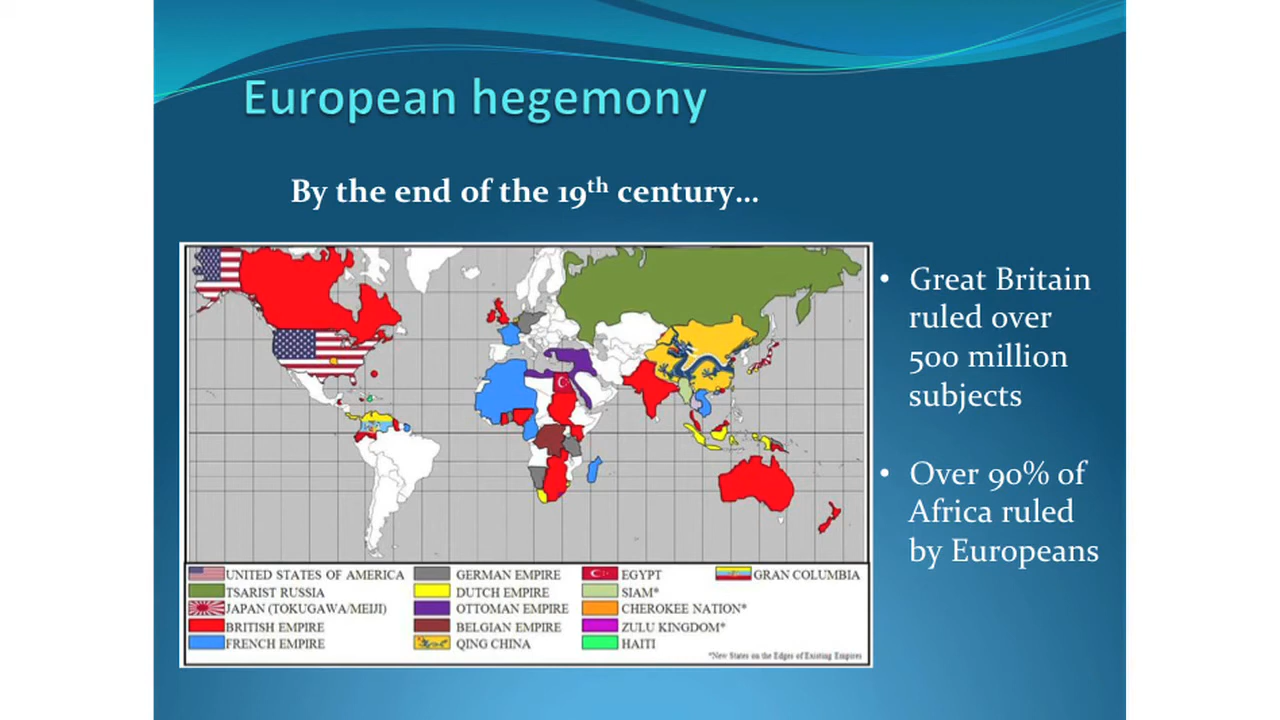 European hegemony
By the end of the 19th century...
• Great Britain
ruled over
500 million
subjects
• Over 90% of
Africa ruled
by Europeans
UNITED STATES OF AMERICA
TSARIST RUSSIA
JAPAN (TOKUGAWA/MEIJI)
BRITISH EMPIRE
FRENCH EMPIRE
GERMAN EMPIRE
DUTCH EMPIRE
OTTOMAN EMPIRE
BELGIAN EMPIRE
QING CHINA
EGYPT
SIAM*
CHEROKEE NATION*
ZULU KINGDOM*
HAITI
GRAN COLUMBIA
*New States on the Edges of Existing Empires